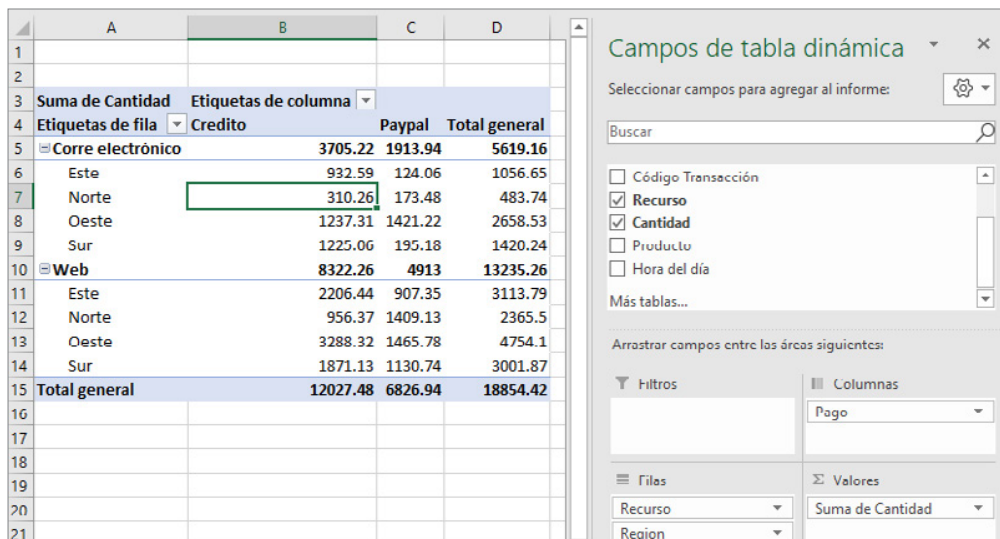 A B C D
1
2
3 Suma de Cantidad Etiquetas de columna
4 Etiquetas de fila Credito Paypal Total general
5 Corre electrónico 3705.22 1913.94 5619.16
6 Este 932.59 124.06 1056.65
7 Norte 310.26 173.48 483.74
8 Oeste 1237.31 1421.22 2658.53
9 Sur 1225.06 195.18 1420.24
10 Web 8322.26 4913 13235.26
11 Este 2206.44 907.35 3113.79
12 Norte 956.37 1409.13 2365.5
13 Oeste 3288.32 1465.78 4754.1
14 Sur 1871.13 1130.74 3001.87
15 Total general 12027.48 6826.94 18854.42
16
17
18
19
20
21
Campos de tabla dinámica
Seleccionar campos para agregar al informe:
Buscar
Código Transacción
Recurso
Cantidad
Producto
Hora del día
Más tablas...
Arrastrar campos entre las áreas siguientes:
Filtros
Columnas
Pago
Filas
Σ Valores
Recurso
Suma de Cantidad
Region